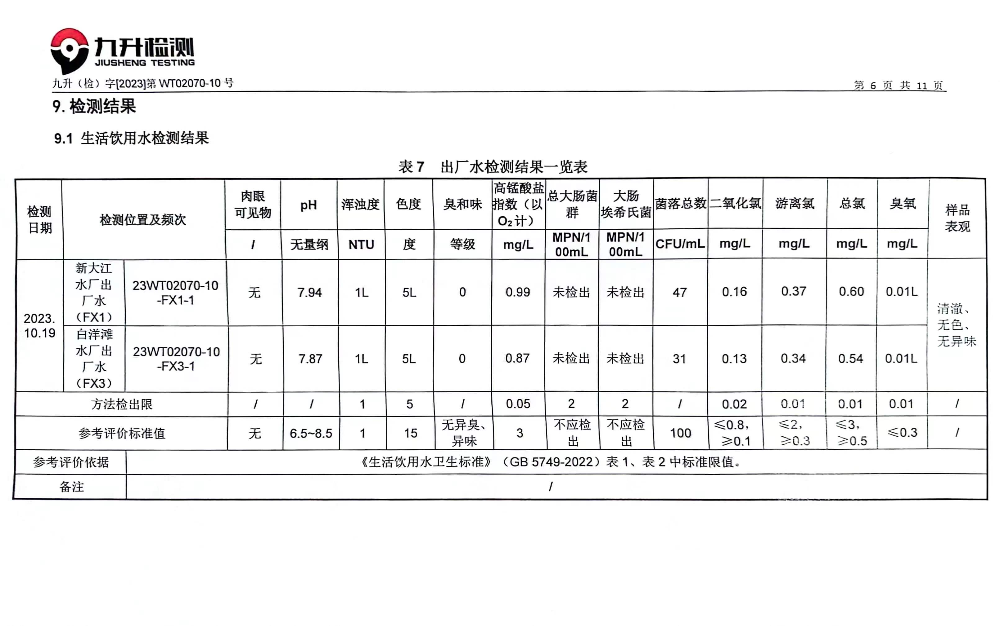 九升检测
JIUSHENG TESTING
九升（检）字[2023]第 WT02070-10 号
第 6 页 共 11 页
9. 检测结果
9.1 生活饮用水检测结果
表 7 出厂水检测结果一览表
检测
日期
检测位置及频次
肉眼
可见物
pH
浑浊度
色度
臭和味
高锰酸盐
指数（以
O₂ 计）
总大肠菌
群
大肠
埃希氏菌
菌落总数
二氧化氯
游离氯
总氯
臭氧
样品
表观
/
无量纲
NTU
度
等级
mg/L
MPN/1
00mL
MPN/1
00mL
CFU/mL
mg/L
mg/L
mg/L
mg/L
2023.
10.19
新大江
水厂出
厂水
（FX1）
23WT02070-10
-FX1-1
无
7.94
1L
5L
0
0.99
未检出
未检出
47
0.16
0.37
0.60
0.01L
清澈、
无色、
无异味
白洋滩
水厂出
厂水
（FX3）
23WT02070-10
-FX3-1
无
7.87
1L
5L
0
0.87
未检出
未检出
31
0.13
0.34
0.54
0.01L
方法检出限
/
/
1
5
/
0.05
2
2
/
0.02
0.01
0.01
0.01
/
参考评价标准值
无
6.5~8.5
1
15
无异臭、
异味
3
不应检
出
不应检
出
100
≤0.8，
≥0.1
≤2，
≥0.3
≤3，
≥0.5
≤0.3
/
参考评价依据
《生活饮用水卫生标准》（GB 5749-2022）表 1、表 2 中标准限值。
备注
/